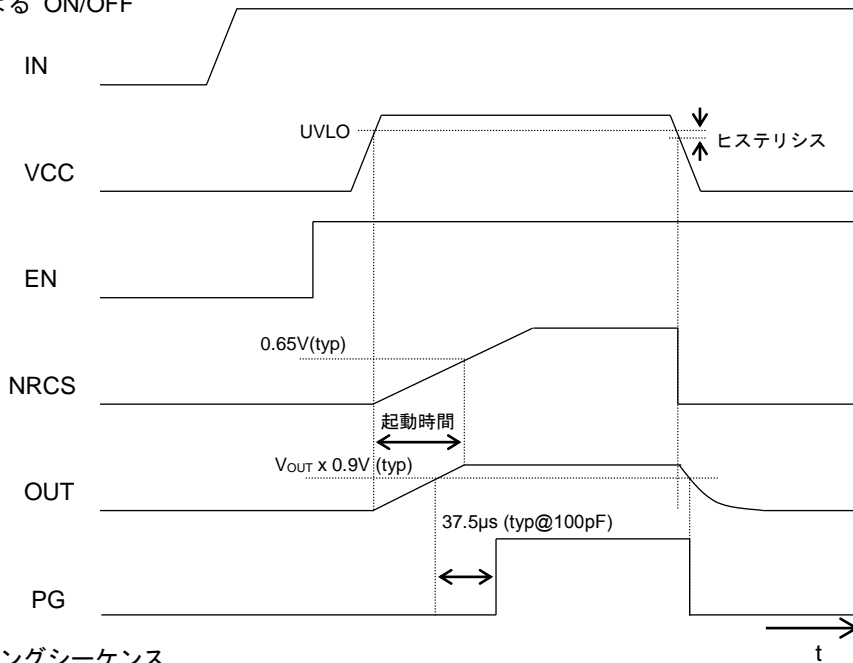 よる ON/OFF
IN
UVLO
ヒステリシス
VCC
EN
0.65V(typ)
NRCS
起動時間
VOUT x 0.9V (typ)
OUT
37.5µs (typ@100pF)
PG
t
ングシーケンス